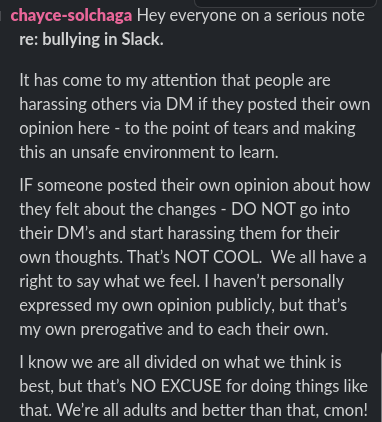 chayce-solchaga Hey everyone on a serious note
re: bullying in Slack.
It has come to my attention that people are
harassing others via DM if they posted their own
opinion here - to the point of tears and making
this an unsafe environment to learn.
IF someone posted their own opinion about how
they felt about the changes - DO NOT go into
their DM's and start harassing them for their
own thoughts. That's NOT COOL.  We all have a
right to say what we feel. I haven't personally
expressed my own opinion publicly, but that's
my own prerogative and to each their own.
I know we are all divided on what we think is
best, but that's NO EXCUSE for doing things like
that. We're all adults and better than that, cmon!